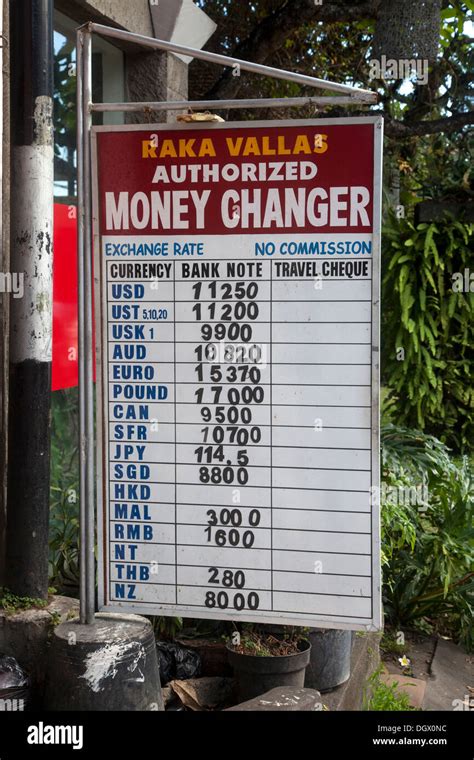 RAKA VALLAS
AUTHORIZED
MONEY CHANGER
EXCHANGE RATE NO COMMISSION
CURRENCY BANK NOTE TRAVEL CHEQUE
USD 11250
UST 5,10,20 11200
USK 1 9900
AUD 10820
EURO 15370
POUND 17000
CAN 9500
SFR 10700
JPY 114.5
SGD 8800
HKD
MAL 3000
RMB 1600
NT
THB 280
NZ 8000
alamy
Image ID: DGX0NC
www.alamy.com